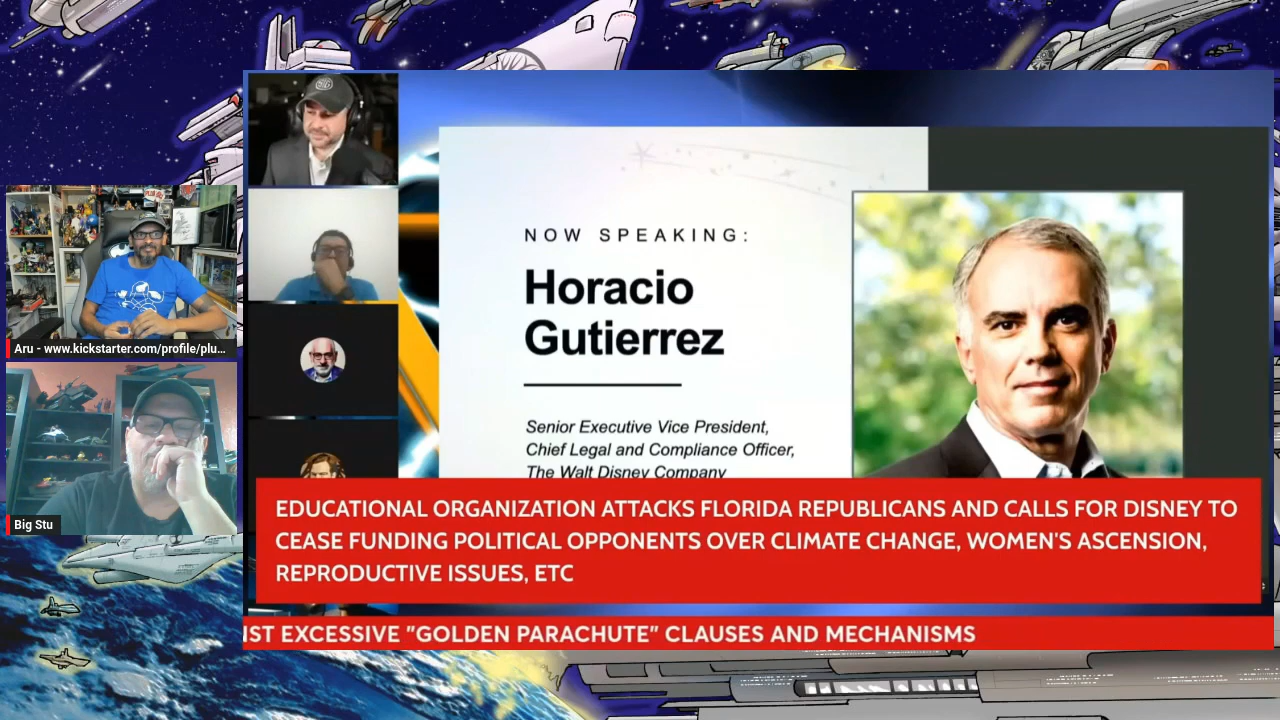 NOW SPEAKING:
Horacio
Gutierrez
Senior Executive Vice President,
Chief Legal and Compliance Officer,
The Walt Disney Company
EDUCATIONAL ORGANIZATION ATTACKS FLORIDA REPUBLICANS AND CALLS FOR DISNEY TO
CEASE FUNDING POLITICAL OPPONENTS OVER CLIMATE CHANGE, WOMEN'S ASCENSION,
REPRODUCTIVE ISSUES, ETC
IST EXCESSIVE "GOLDEN PARACHUTE" CLAUSES AND MECHANISMS
Aru - www.kickstarter.com/profile/plu...
Big Stu